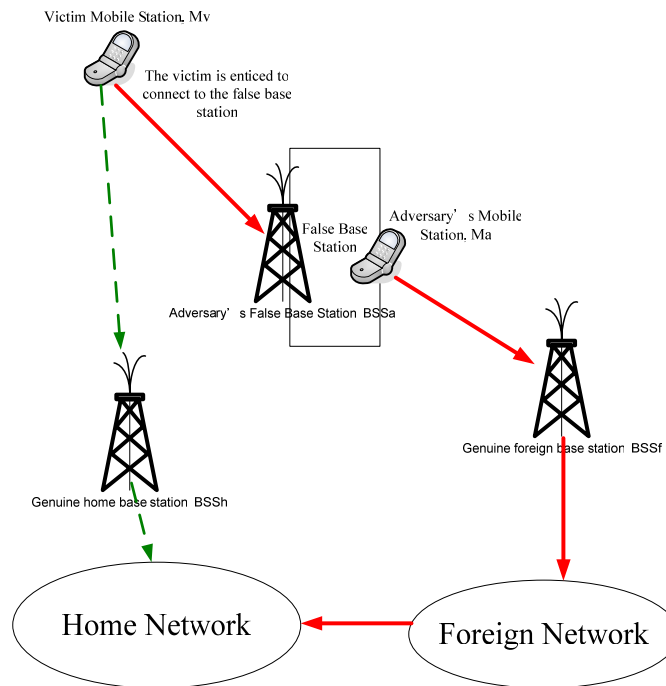 Victim Mobile Station, Mv
The victim is enticed to
connect to the false base
station
False Base
Station
Adversary’s Mobile
Station, Ma
Adversary’s False Base Station BSSa
Genuine foreign base station BSSf
Genuine home base station BSSh
Home Network
Foreign Network